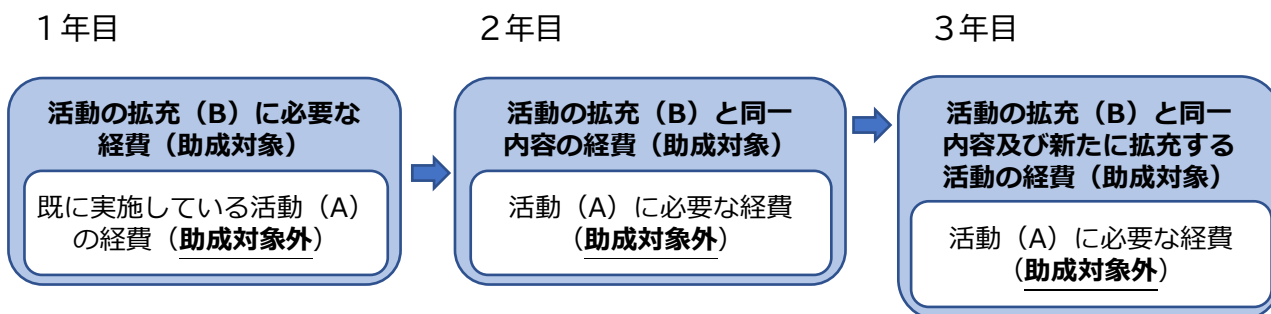 １年目
活動の拡充（B）に必要な
経費（助成対象）
既に実施している活動（A）
の経費（助成対象外）
２年目
活動の拡充（B）と同一
内容の経費（助成対象）
活動（A）に必要な経費
（助成対象外）
３年目
活動の拡充（B）と同一
内容及び新たに拡充する
活動の経費（助成対象）
活動（A）に必要な経費
（助成対象外）